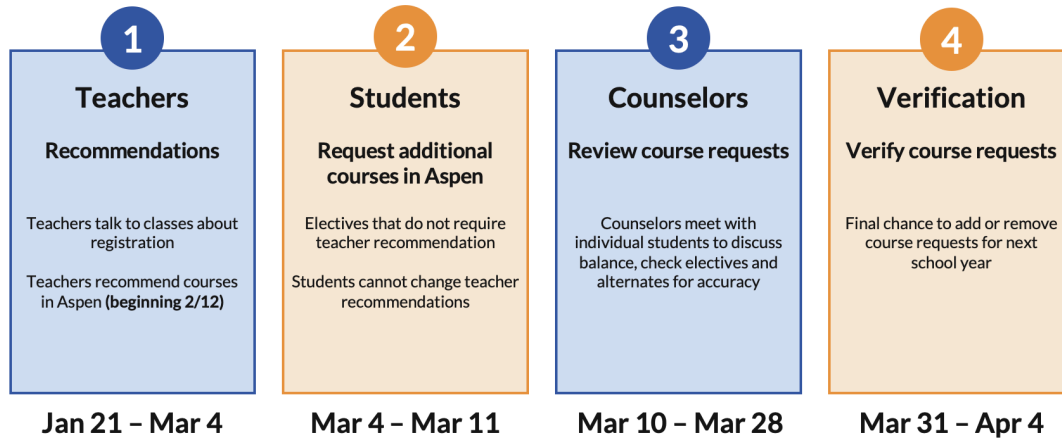 1
Teachers
Recommendations
Teachers talk to classes about
registration
Teachers recommend courses
in Aspen (beginning 2/12)
Jan 21 – Mar 4
2
Students
Request additional
courses in Aspen
Electives that do not require
teacher recommendation
Students cannot change teacher
recommendations
Mar 4 – Mar 11
3
Counselors
Review course requests
Counselors meet with
individual students to discuss
balance, check electives and
alternates for accuracy
Mar 10 – Mar 28
4
Verification
Verify course requests
Final chance to add or remove
course requests for next
school year
Mar 31 – Apr 4